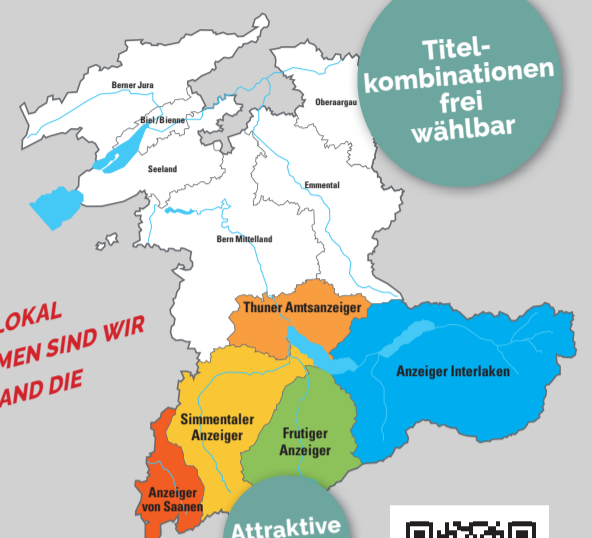 Titel-
kombinationen
frei
wählbar
Berner Jura
Biel/Bienne
Oberaargau
Seeland
Emmental
Bern Mittelland
LOKAL
MEN SIND WIR
AND DIE
Thuner Amtsanzeiger
Anzeiger Interlaken
Simmentaler
Anzeiger
Frutiger
Anzeiger
Anzeiger
von Saanen
Attraktive